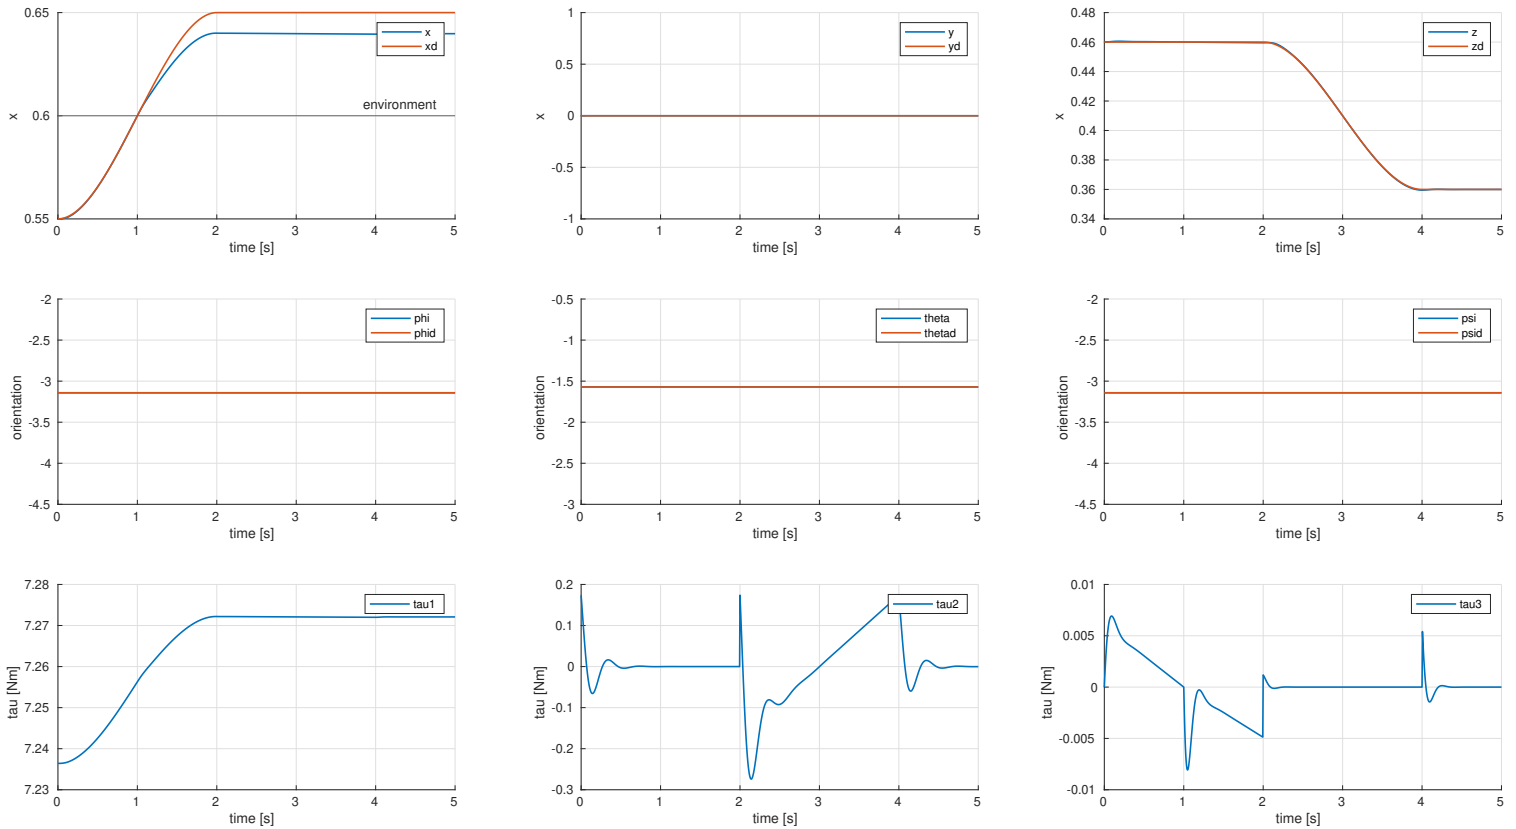 0.65
0.6
0.55
x
environment
x
xd
0 1 2 3 4 5
time [s]
1
0.5
0
-0.5
-1
x
y
yd
0 1 2 3 4 5
time [s]
0.48
0.46
0.44
0.42
0.4
0.38
0.36
0.34
x
z
zd
0 1 2 3 4 5
time [s]
-2
-2.5
-3
-3.5
-4
-4.5
orientation
phi
phid
0 1 2 3 4 5
time [s]
-0.5
-1
-1.5
-2
-2.5
-3
orientation
theta
thetad
0 1 2 3 4 5
time [s]
-2
-2.5
-3
-3.5
-4
-4.5
orientation
psi
psid
0 1 2 3 4 5
time [s]
7.28
7.27
7.26
7.25
7.24
7.23
tau [Nm]
tau1
0 1 2 3 4 5
time [s]
0.2
0.1
0
-0.1
-0.2
-0.3
tau [Nm]
tau2
0 1 2 3 4 5
time [s]
0.01
0.005
0
-0.005
-0.01
tau [Nm]
tau3
0 1 2 3 4 5
time [s]